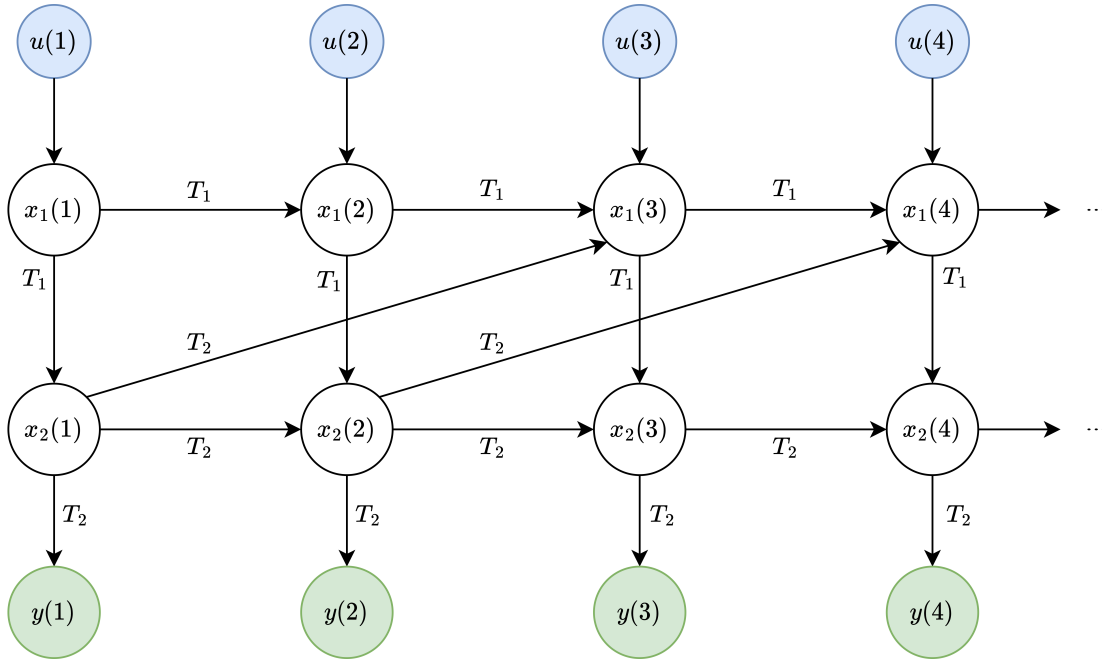 u(1) u(2) u(3) u(4)
T₁ T₁ T₁
x₁(1) x₁(2) x₁(3) x₁(4) ..
T₁ T₁ T₁ T₁
T₂ T₂
x₂(1) x₂(2) x₂(3) x₂(4) ..
T₂ T₂ T₂
T₂ T₂ T₂ T₂
y(1) y(2) y(3) y(4)